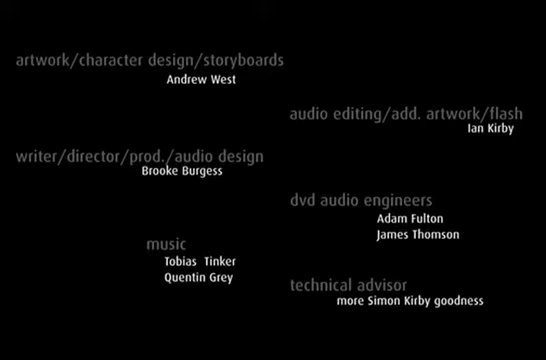 artwork/character design/storyboards
Andrew West
writer/director/prod./audio design
Brooke Burgess
music
Tobias Tinker
Quentin Grey
audio editing/add. artwork/flash
Ian Kirby
dvd audio engineers
Adam Fulton
James Thomson
technical advisor
more Simon Kirby goodness